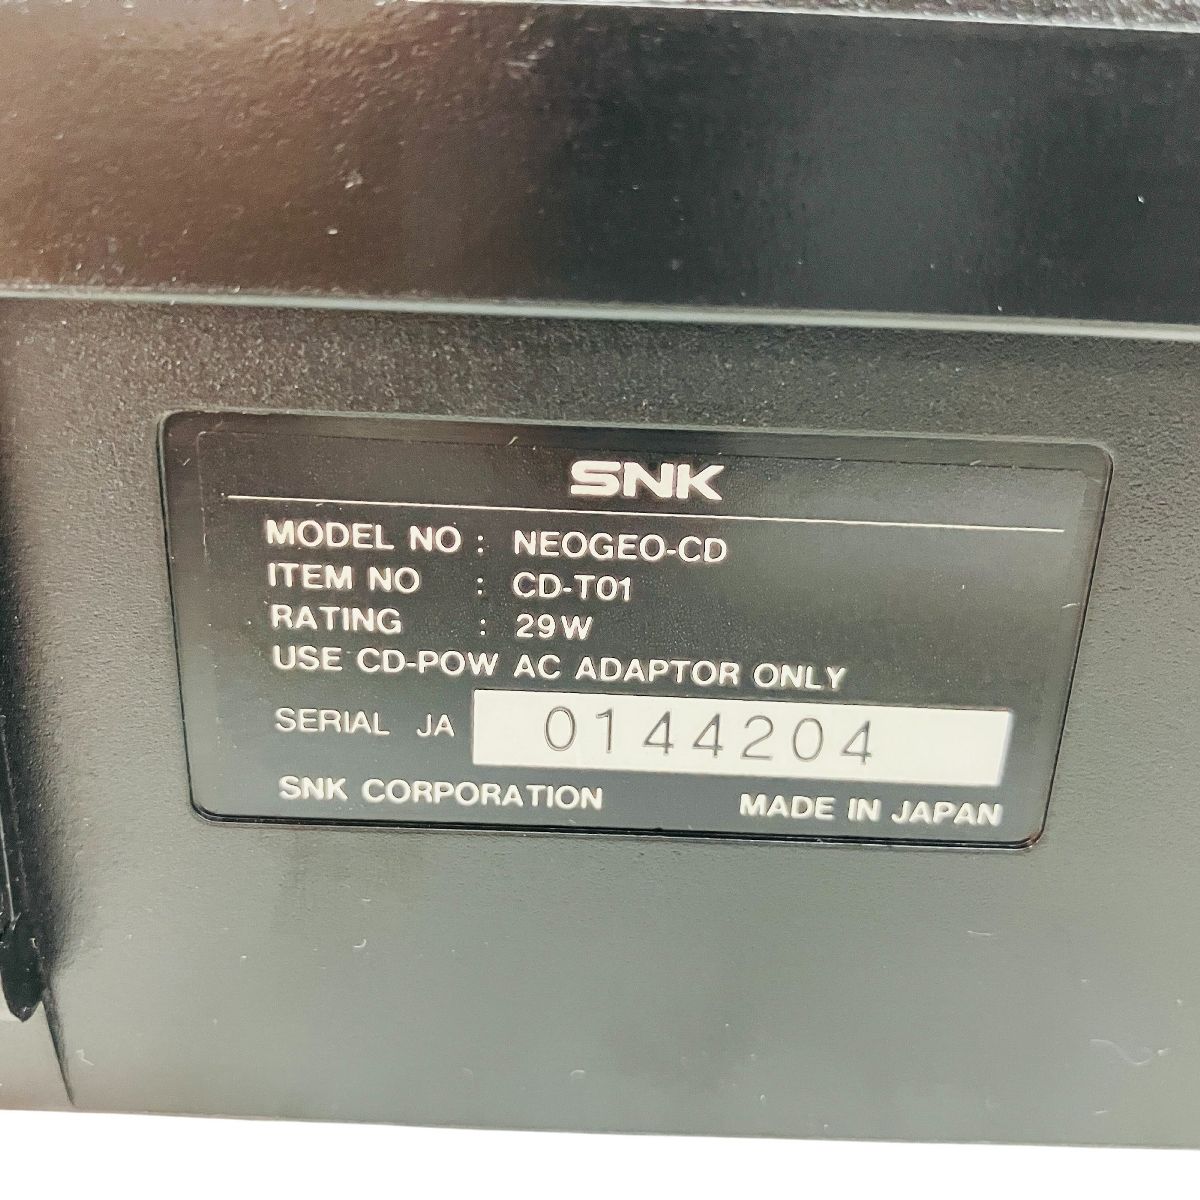 SNK
MODEL NO : NEOGEO-CD
ITEM NO : CD-T01
RATING : 29W
USE CD-POW AC ADAPTOR ONLY
SERIAL JA 0144204
SNK CORPORATION MADE IN JAPAN